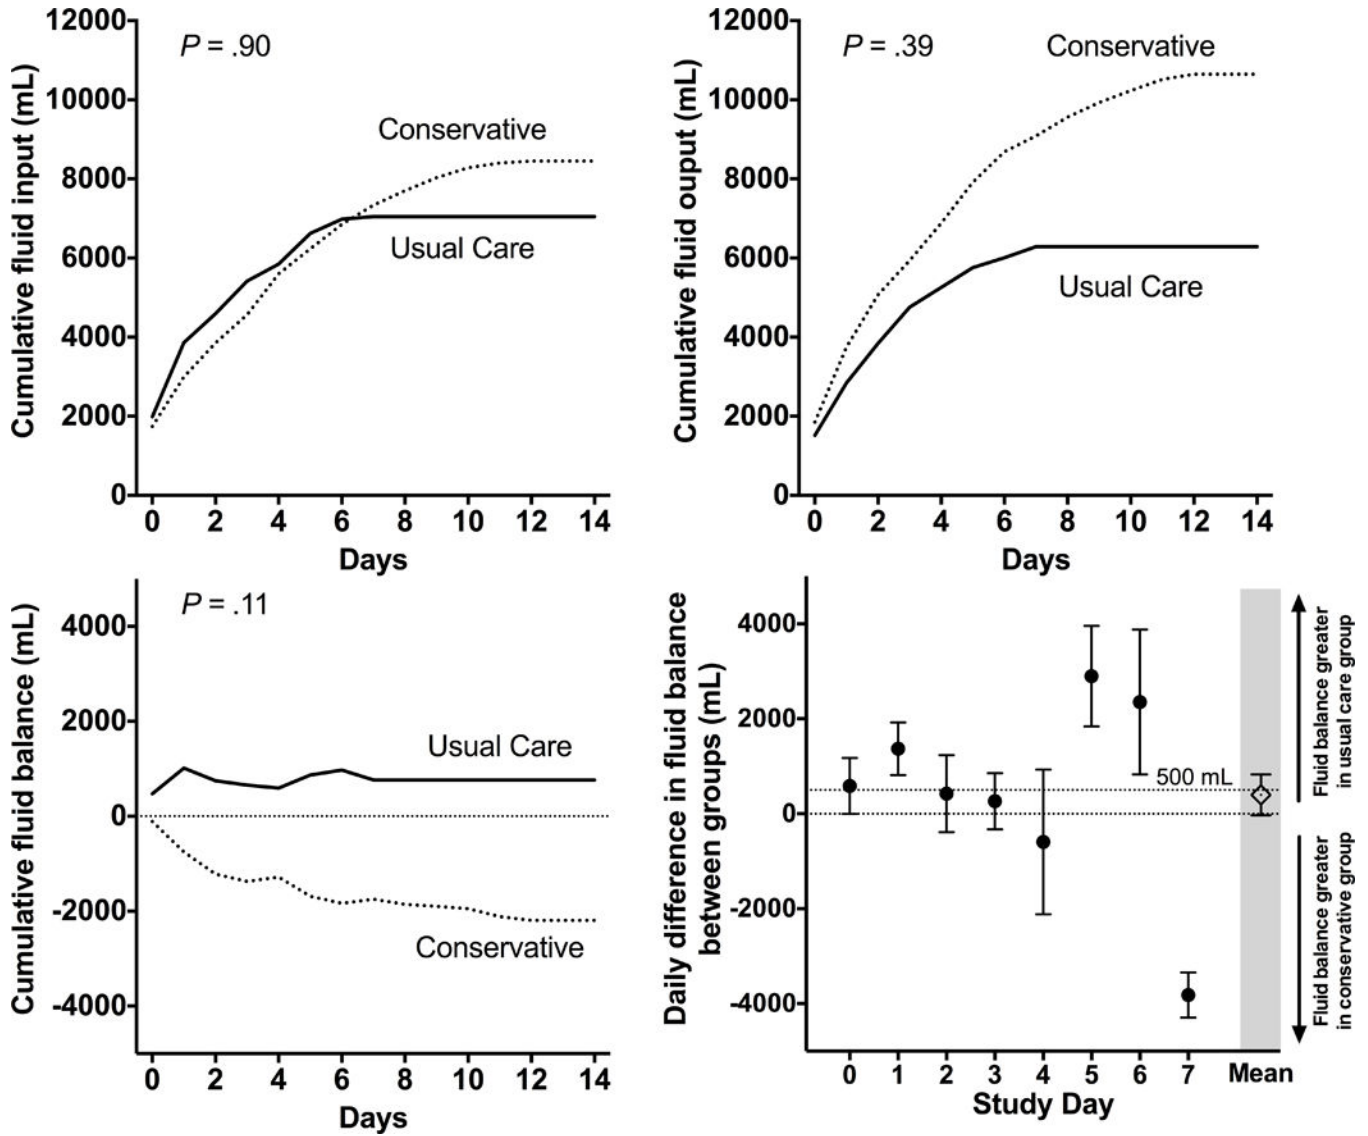 12000
10000
8000
6000
4000
2000
0
Cumulative fluid input (mL)
P = .90
Conservative
Usual Care
0 2 4 6 8 10 12 14
Days
12000
10000
8000
6000
4000
2000
0
Cumulative fluid ouput (mL)
P = .39
Conservative
Usual Care
0 2 4 6 8 10 12 14
Days
4000
2000
0
-2000
-4000
Cumulative fluid balance (mL)
P = .11
Usual Care
Conservative
0 2 4 6 8 10 12 14
Days
4000
2000
0
-2000
-4000
Daily difference in fluid balance
between groups (mL)
500 mL
0 1 2 3 4 5 6 7 Mean
Study Day
Fluid balance greater
in usual care group
Fluid balance greater
in conservative group